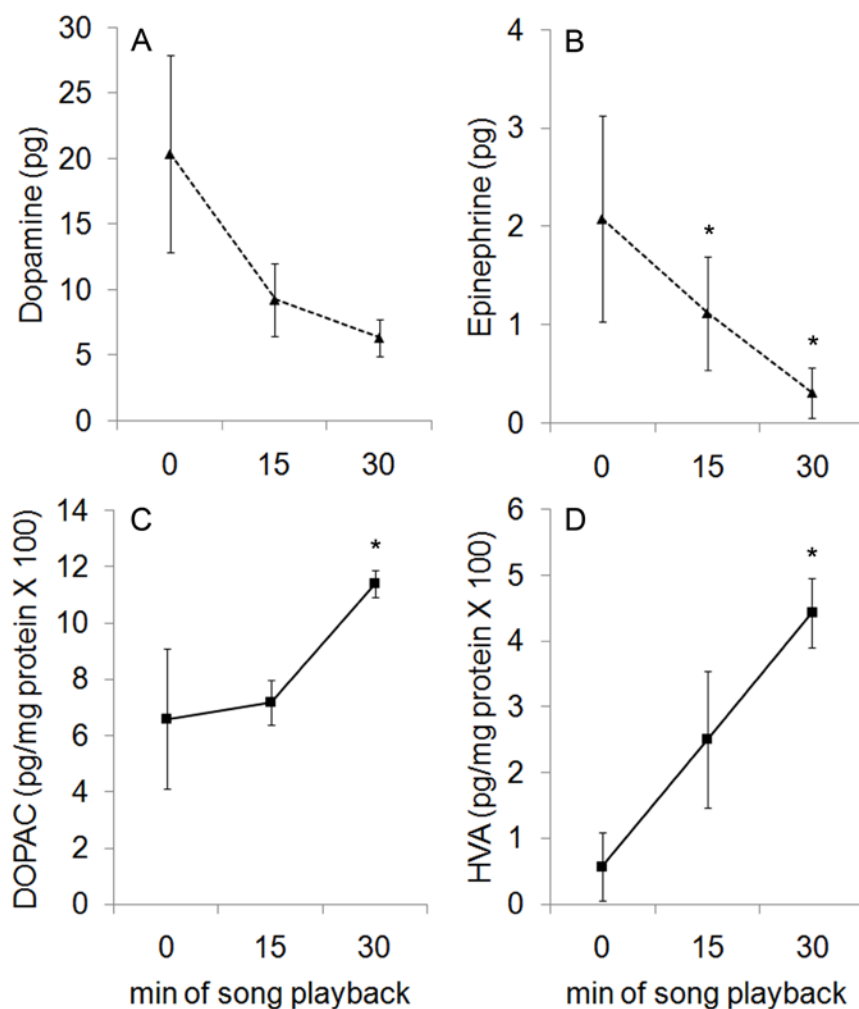 A
Dopamine (pg)
30
25
20
15
10
5
0
0 15 30
B
Epinephrine (pg)
4
3
2
1
0
*
*
0 15 30
C
DOPAC (pg/mg protein X 100)
14
12
10
8
6
4
2
0
*
0 15 30
min of song playback
D
HVA (pg/mg protein X 100)
6
5
4
3
2
1
0
*
0 15 30
min of song playback